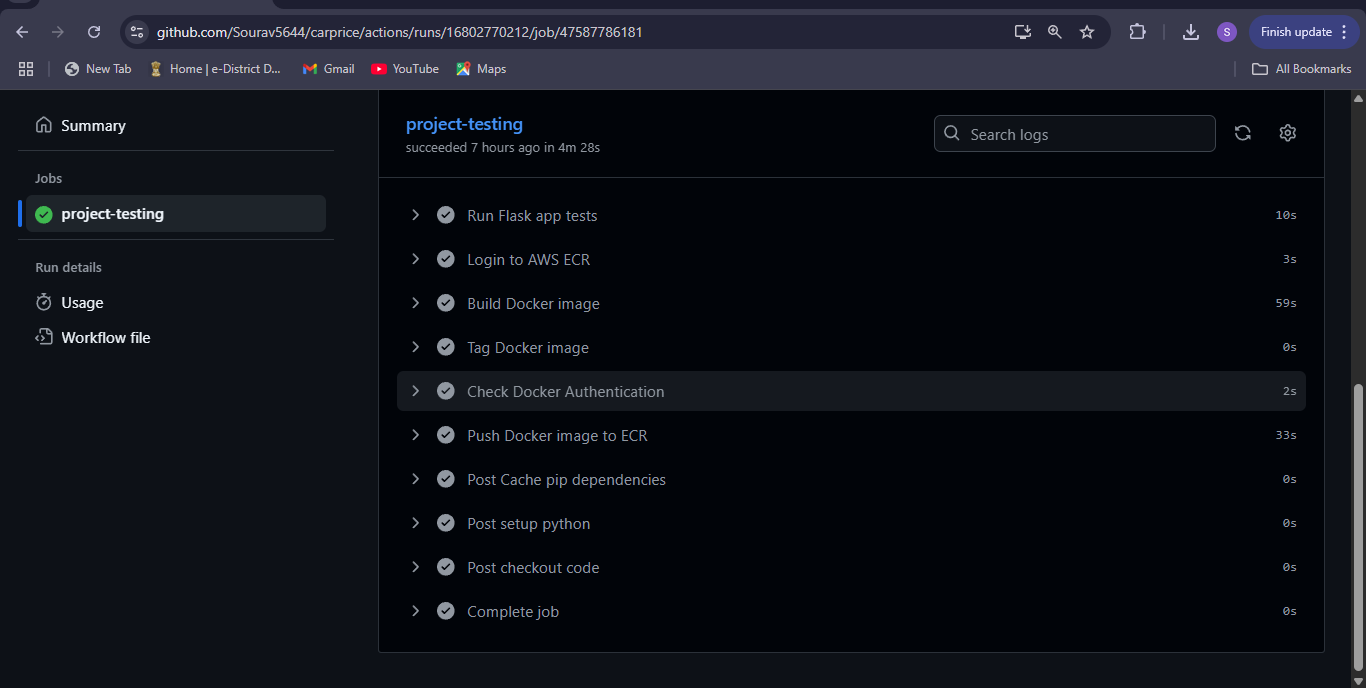 github.com/Sourav5644/carprice/actions/runs/16802770212/job/47587786181
S
Finish update
New Tab
Home | e-District D...
Gmail
YouTube
Maps
All Bookmarks
Summary
Jobs
project-testing
Run details
Usage
Workflow file
project-testing
succeeded 7 hours ago in 4m 28s
Search logs
Run Flask app tests 10s
Login to AWS ECR 3s
Build Docker image 59s
Tag Docker image 0s
Check Docker Authentication 2s
Push Docker image to ECR 33s
Post Cache pip dependencies 0s
Post setup python 0s
Post checkout code 0s
Complete job 0s